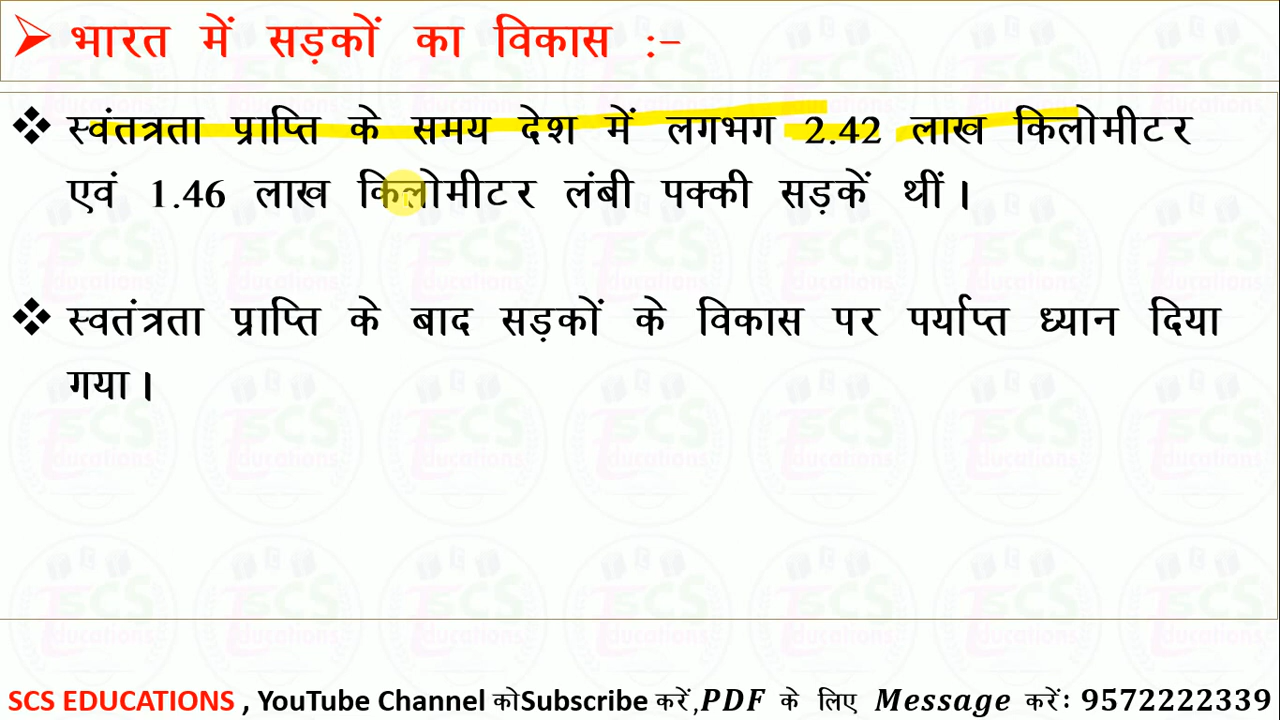 ➢ भारत में सड़कों का विकास :-
❖ स्वंतत्रता प्राप्ति के समय देश में लगभग 2.42 लाख किलोमीटर
एवं 1.46 लाख किलोमीटर लंबी पक्की सड़कें थीं।
❖ स्वतंत्रता प्राप्ति के बाद सड़कों के विकास पर पर्याप्त ध्यान दिया
गया।
SCS EDUCATIONS , YouTube Channel कोSubscribe करें,PDF के लिए Message करें: 9572222339